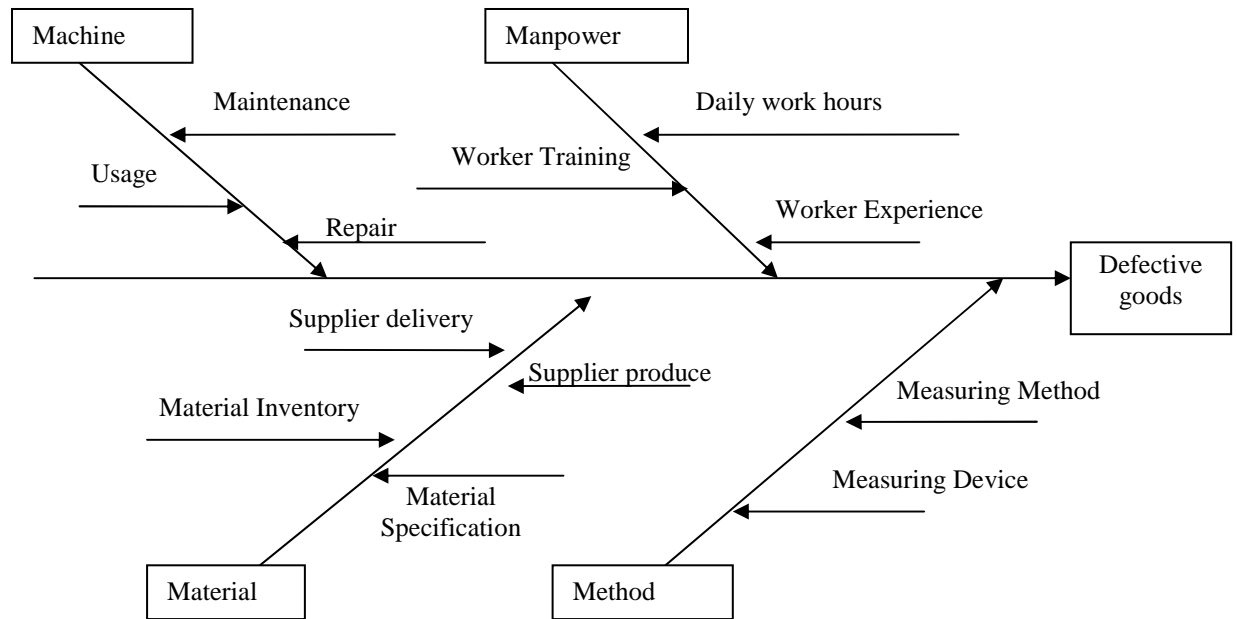 Machine
Manpower
Maintenance
Daily work hours
Worker Training
Usage
Worker Experience
Repair
Defective
goods
Supplier delivery
Supplier produce
Material Inventory
Measuring Method
Measuring Device
Material
Specification
Material
Method